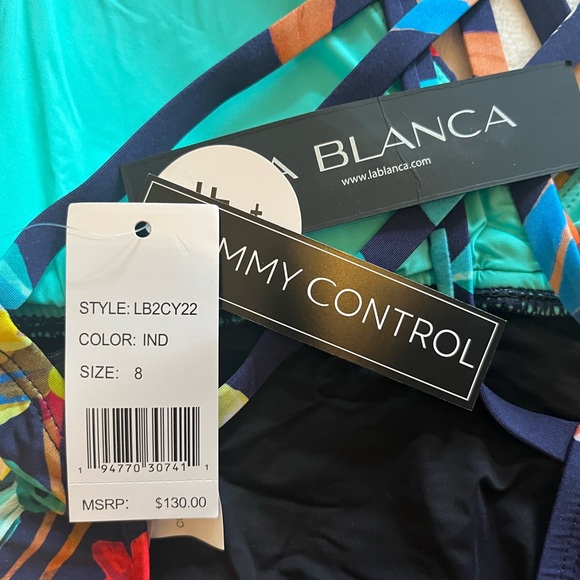 A BLANCA
www.lablanca.com
MMY CONTROL
STYLE: LB2CY22
COLOR: IND
SIZE: 8
1 94770 30741 1
MSRP: $130.00